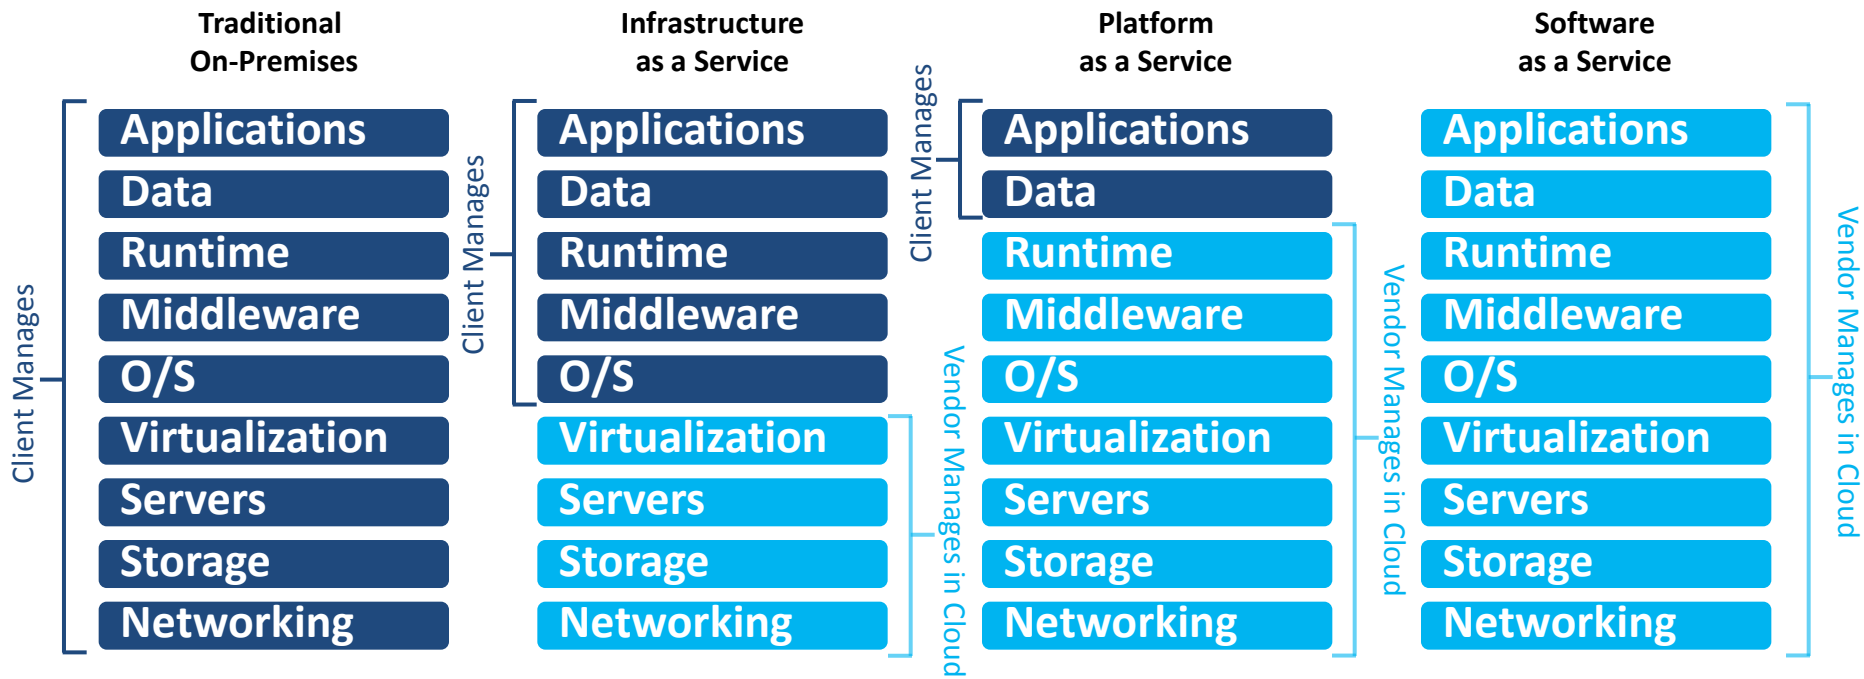 Traditional
On-Premises
Client Manages
Applications
Data
Runtime
Middleware
O/S
Virtualization
Servers
Storage
Networking
Infrastructure
as a Service
Client Manages
Applications
Data
Runtime
Middleware
O/S
Virtualization
Servers
Storage
Networking
Vendor Manages in Cloud
Platform
as a Service
Client Manages
Applications
Data
Runtime
Middleware
O/S
Virtualization
Servers
Storage
Networking
Vendor Manages in Cloud
Software
as a Service
Applications
Data
Runtime
Middleware
O/S
Virtualization
Servers
Storage
Networking
Vendor Manages in Cloud